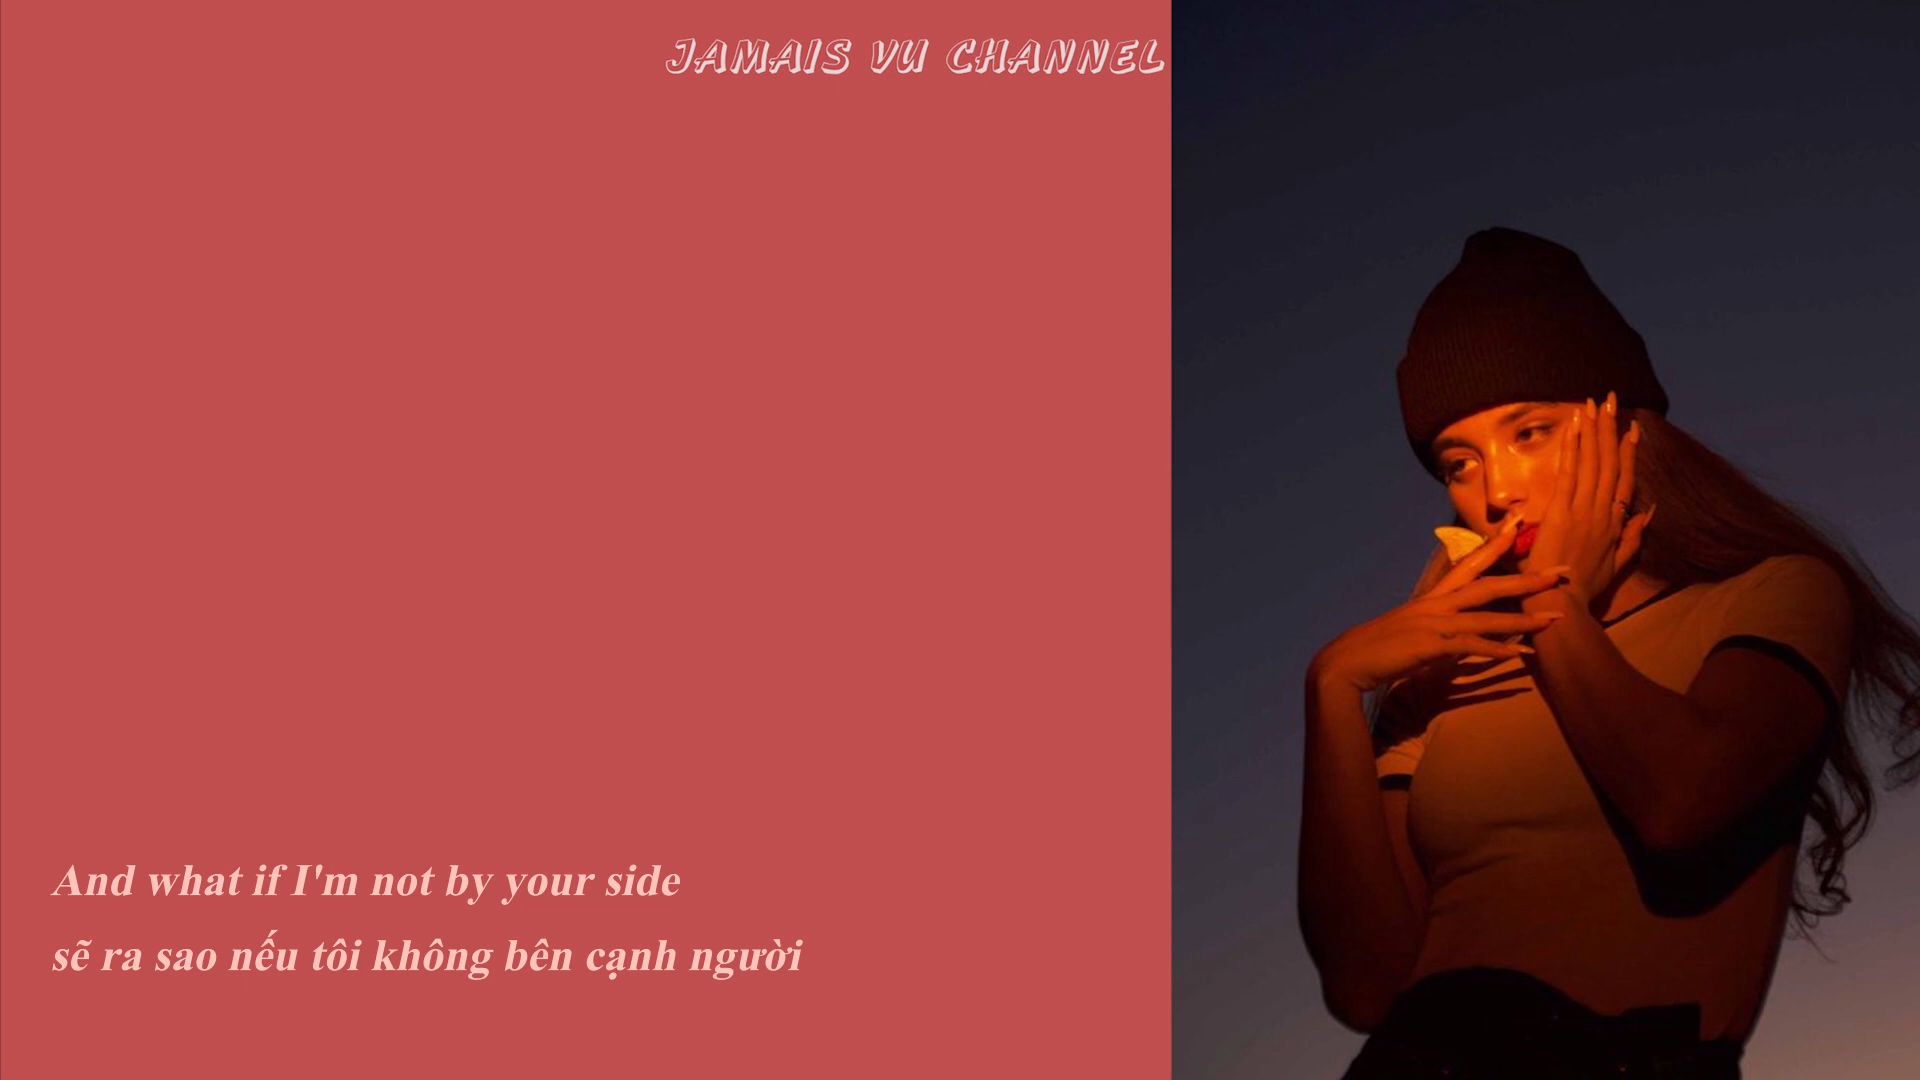 JAMAIS VU CHANNEL
And what if I'm not by your side
sẽ ra sao nếu tôi không bên cạnh người